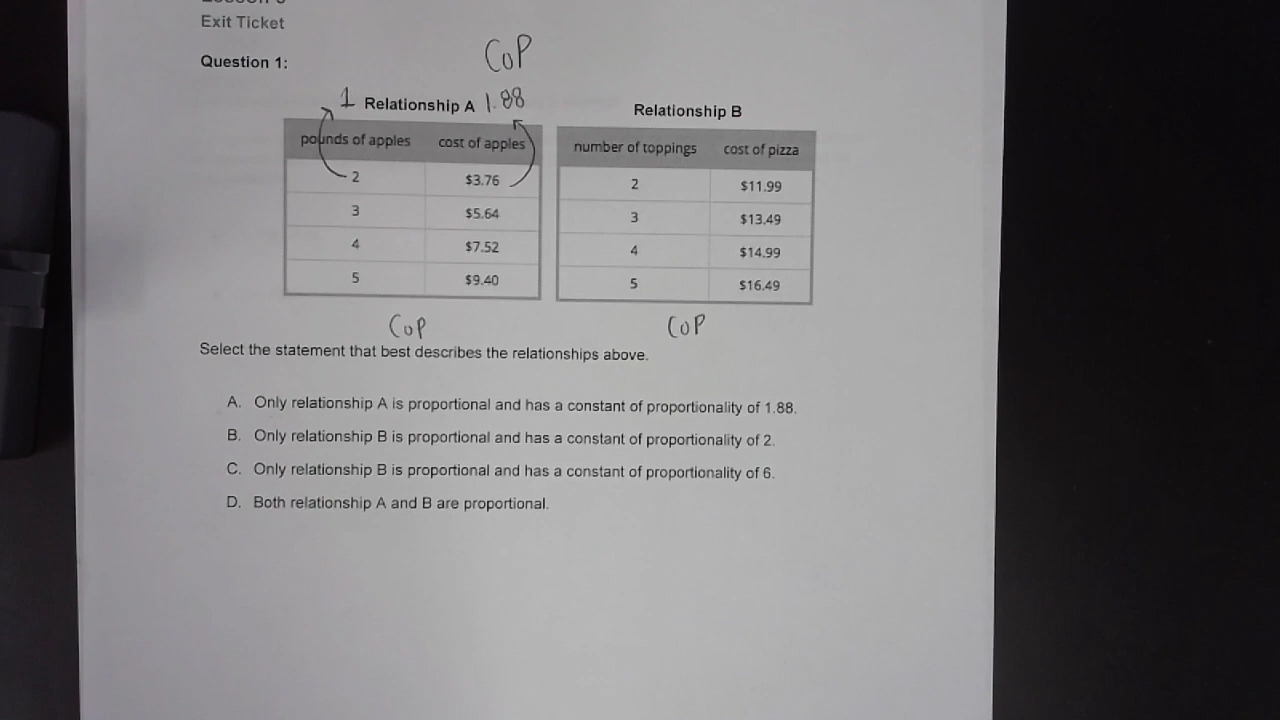 Exit Ticket
CoP
Question 1:
1 Relationship A 1.88
Relationship B
pounds of apples cost of apples
2 $3.76
3 $5.64
4 $7.52
5 $9.40
number of toppings cost of pizza
2 $11.99
3 $13.49
4 $14.99
5 $16.49
CoP
CoP
Select the statement that best describes the relationships above.
A. Only relationship A is proportional and has a constant of proportionality of 1.88.
B. Only relationship B is proportional and has a constant of proportionality of 2.
C. Only relationship B is proportional and has a constant of proportionality of 6.
D. Both relationship A and B are proportional.